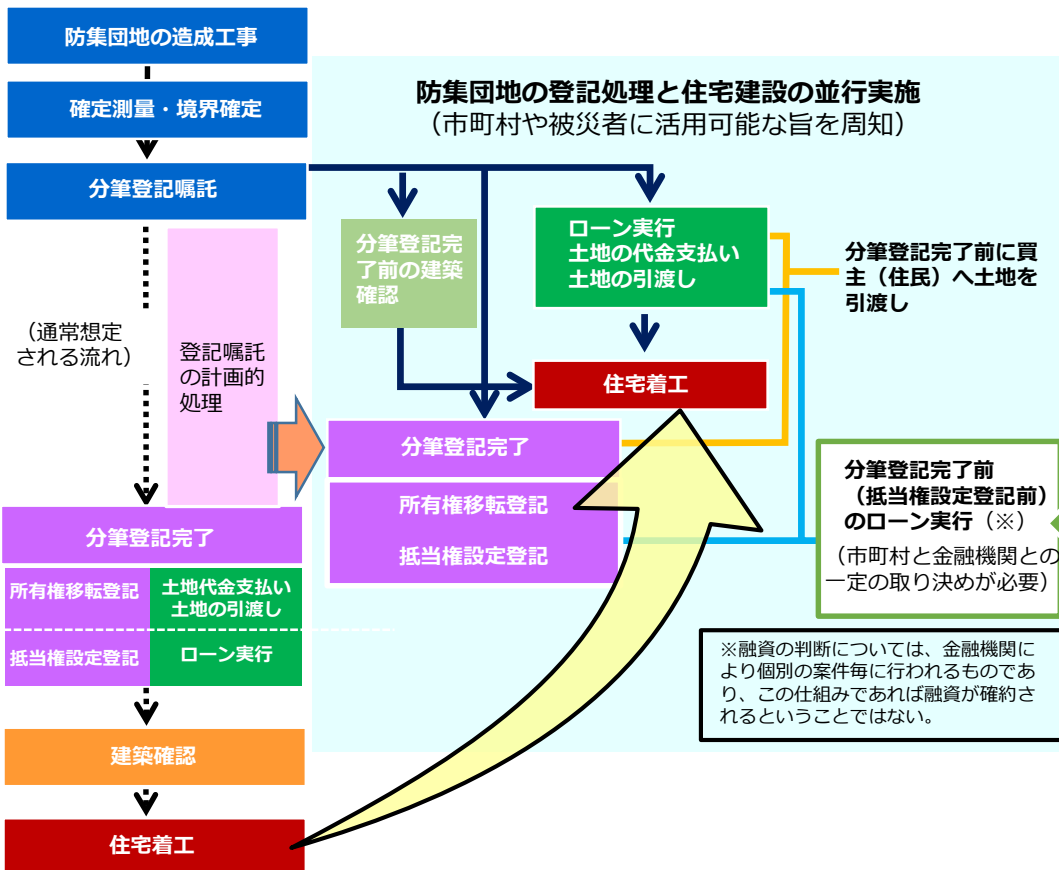 防集団地の造成工事
確定測量・境界確定
分筆登記嘱託
（通常想定
される流れ）
登記嘱託
の計画的
処理
分筆登記完了
所有権移転登記
土地代金支払い
土地の引渡し
抵当権設定登記
ローン実行
建築確認
住宅着工
防集団地の登記処理と住宅建設の並行実施
（市町村や被災者に活用可能な旨を周知）
分筆登記完
了前の建築
確認
ローン実行
土地の代金支払い
土地の引渡し
住宅着工
分筆登記完了
所有権移転登記
抵当権設定登記
分筆登記完了前に買
主（住民）へ土地を
引渡し
分筆登記完了前
（抵当権設定登記前）
のローン実行（※）
（市町村と金融機関との
一定の取り決めが必要）
※融資の判断については、金融機関に
より個別の案件毎に行われるものであ
り、この仕組みであれば融資が確約さ
れるということではない。